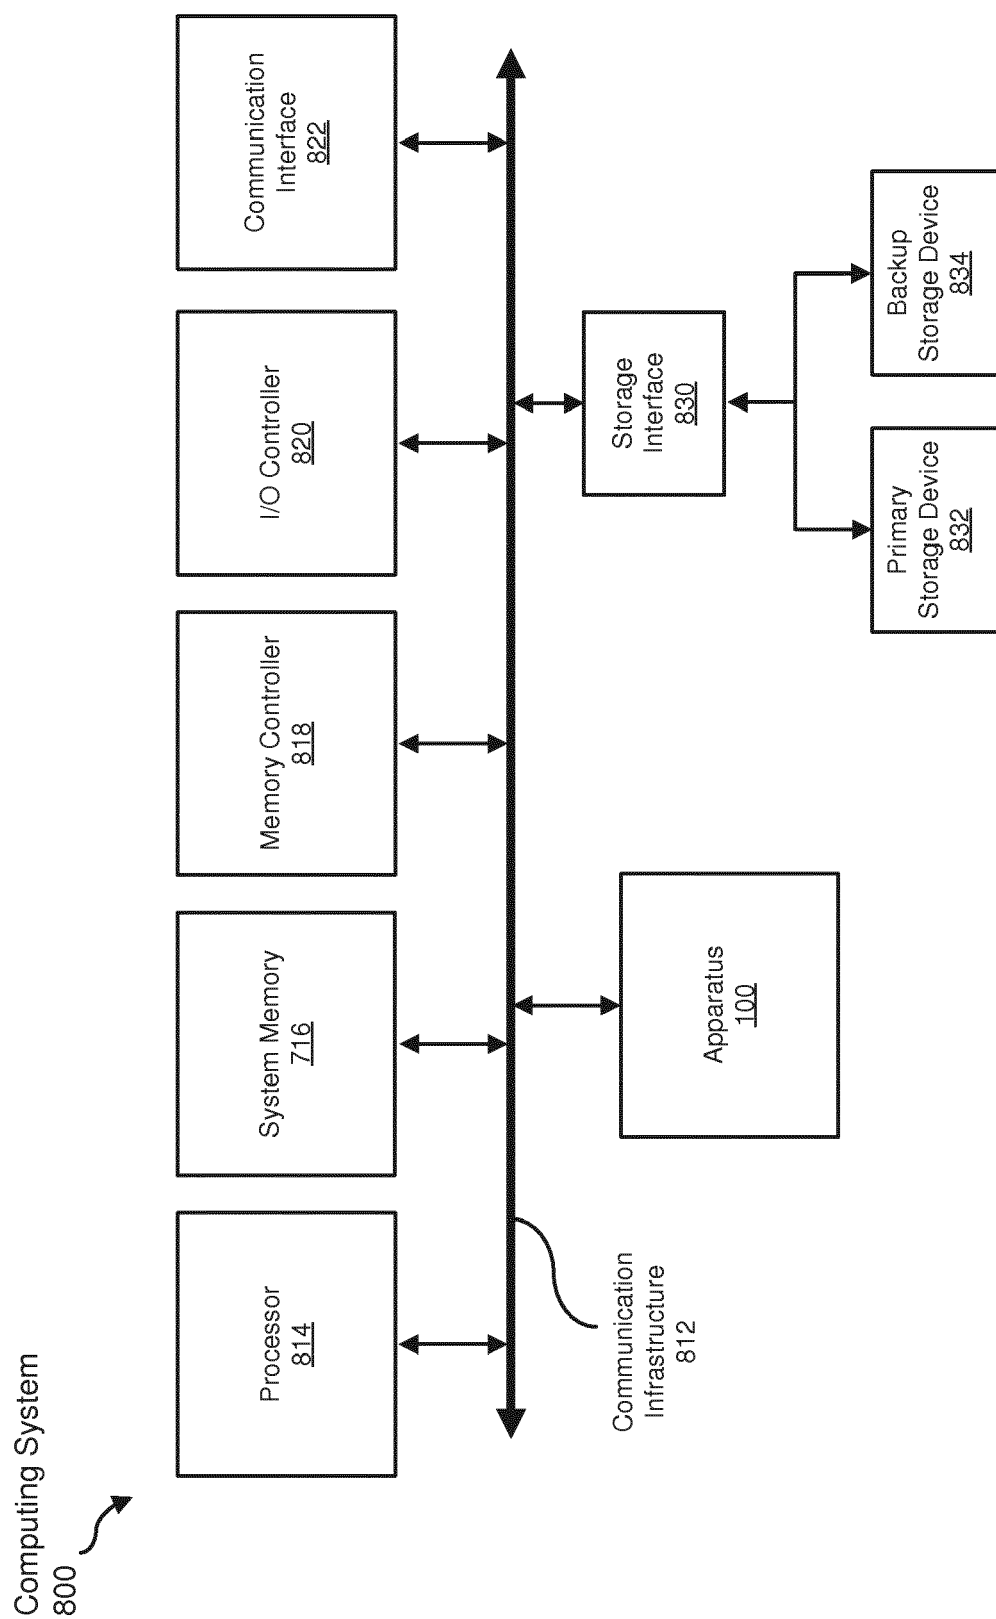 Computing System
800
Processor
814
System Memory
716
Memory Controller
818
I/O Controller
820
Communication
Interface
822
Communication
Infrastructure
812
Apparatus
100
Storage
Interface
830
Primary
Storage Device
832
Backup
Storage Device
834